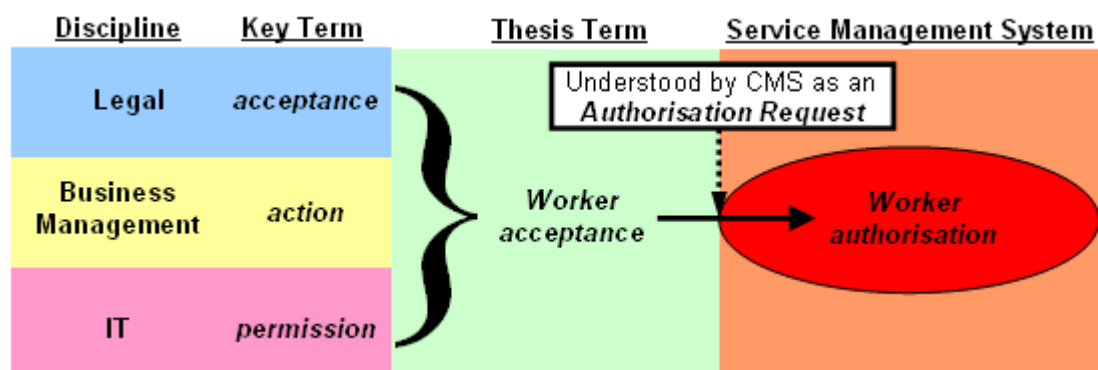 Discipline Key Term Thesis Term Service Management System
Understood by CMS as an
Authorisation Request
Legal acceptance
Business
Management action
Worker
acceptance
Worker
authorisation
IT permission